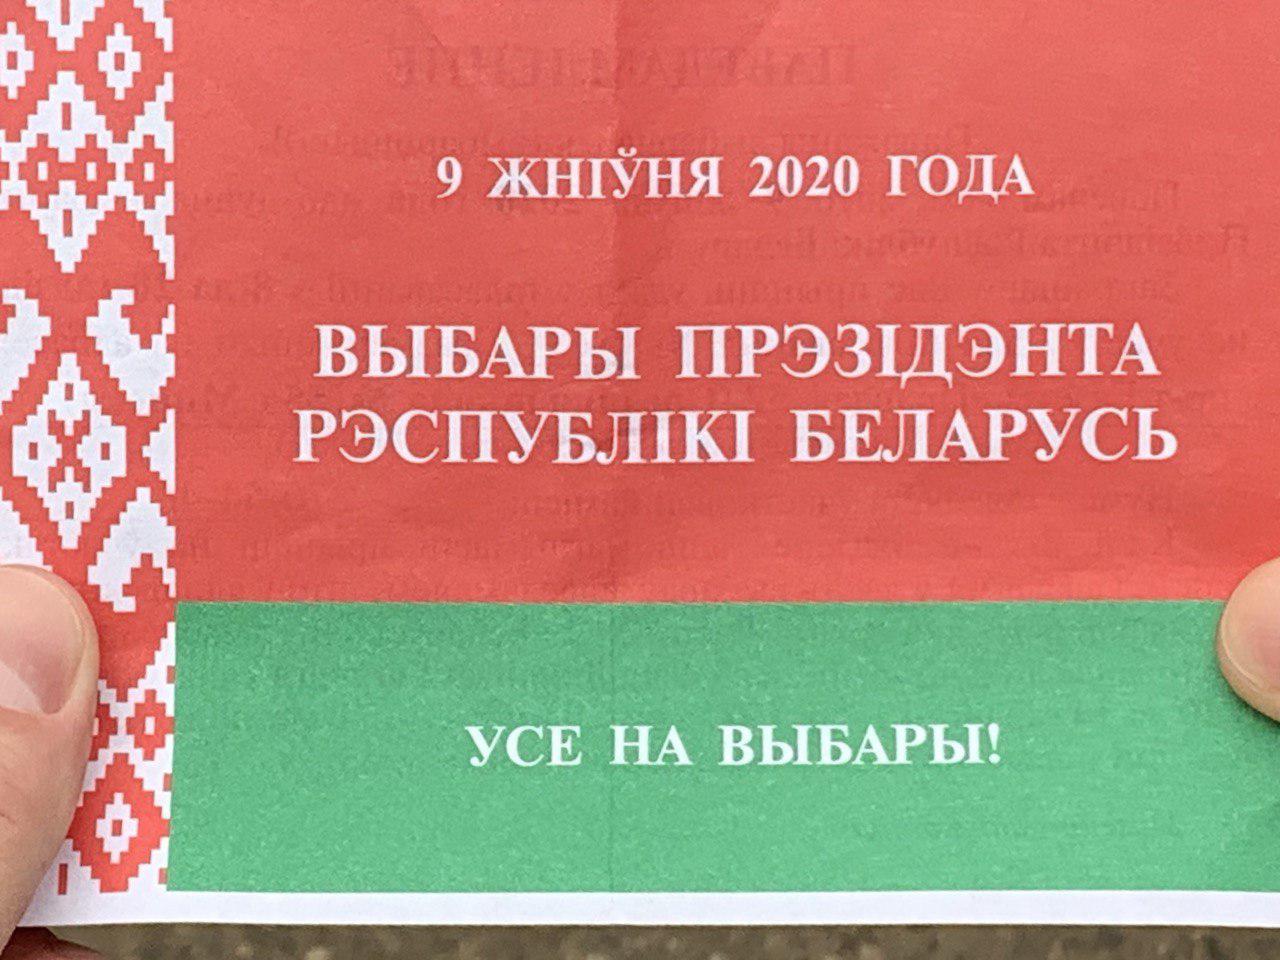 9 ЖНІЎНЯ 2020 ГОДА
ВЫБАРЫ ПРЭЗІДЭНТА
РЭСПУБЛІКІ БЕЛАРУСЬ
УСЕ НА ВЫБАРЫ!